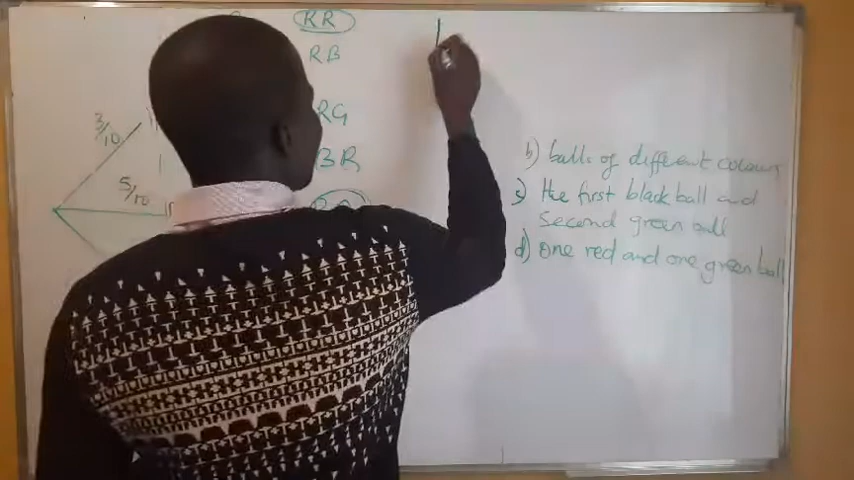 RR
RB
RG
BR
3/10
5/10
b) balls of different colours
c) the first black ball and
second green ball
d) one red and one green ball